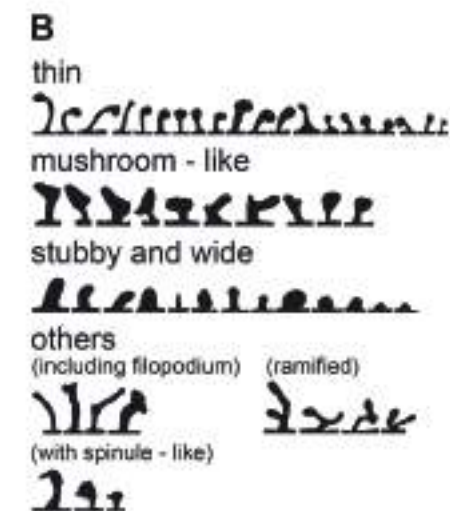 B
thin
mushroom - like
stubby and wide
others
(including filopodium) (ramified)
(with spinule - like)